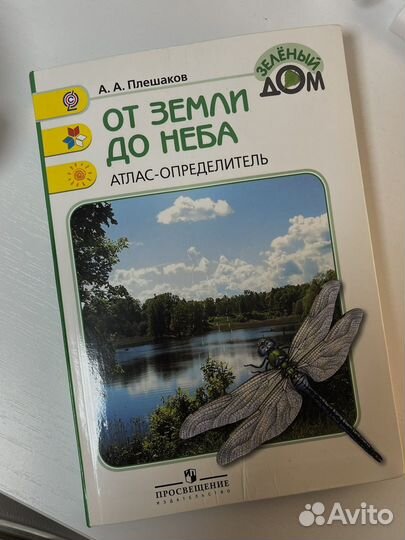 А. А. Плешаков
ЗЕЛЁНЫЙ
ДОМ
ОТ ЗЕМЛИ
ДО НЕБА
АТЛАС-ОПРЕДЕЛИТЕЛЬ
ПРОСВЕЩЕНИЕ
ИЗДАТЕЛЬСТВО
Avito